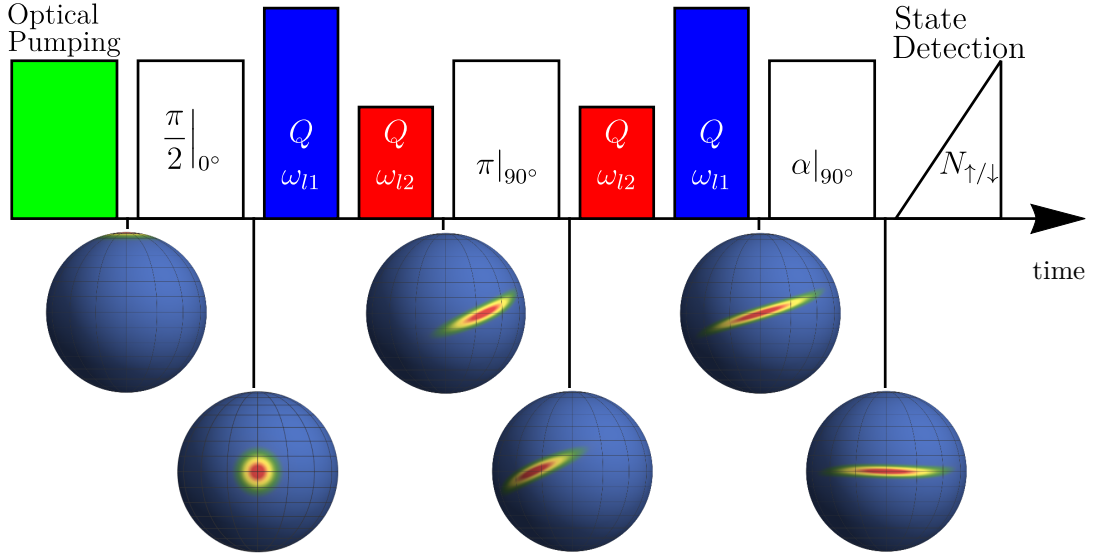 Optical
Pumping
State
Detection
π/2|0°
Q
ωl1
Q
ωl2
π|90°
Q
ωl2
Q
ωl1
α|90°
N↑/↓
time